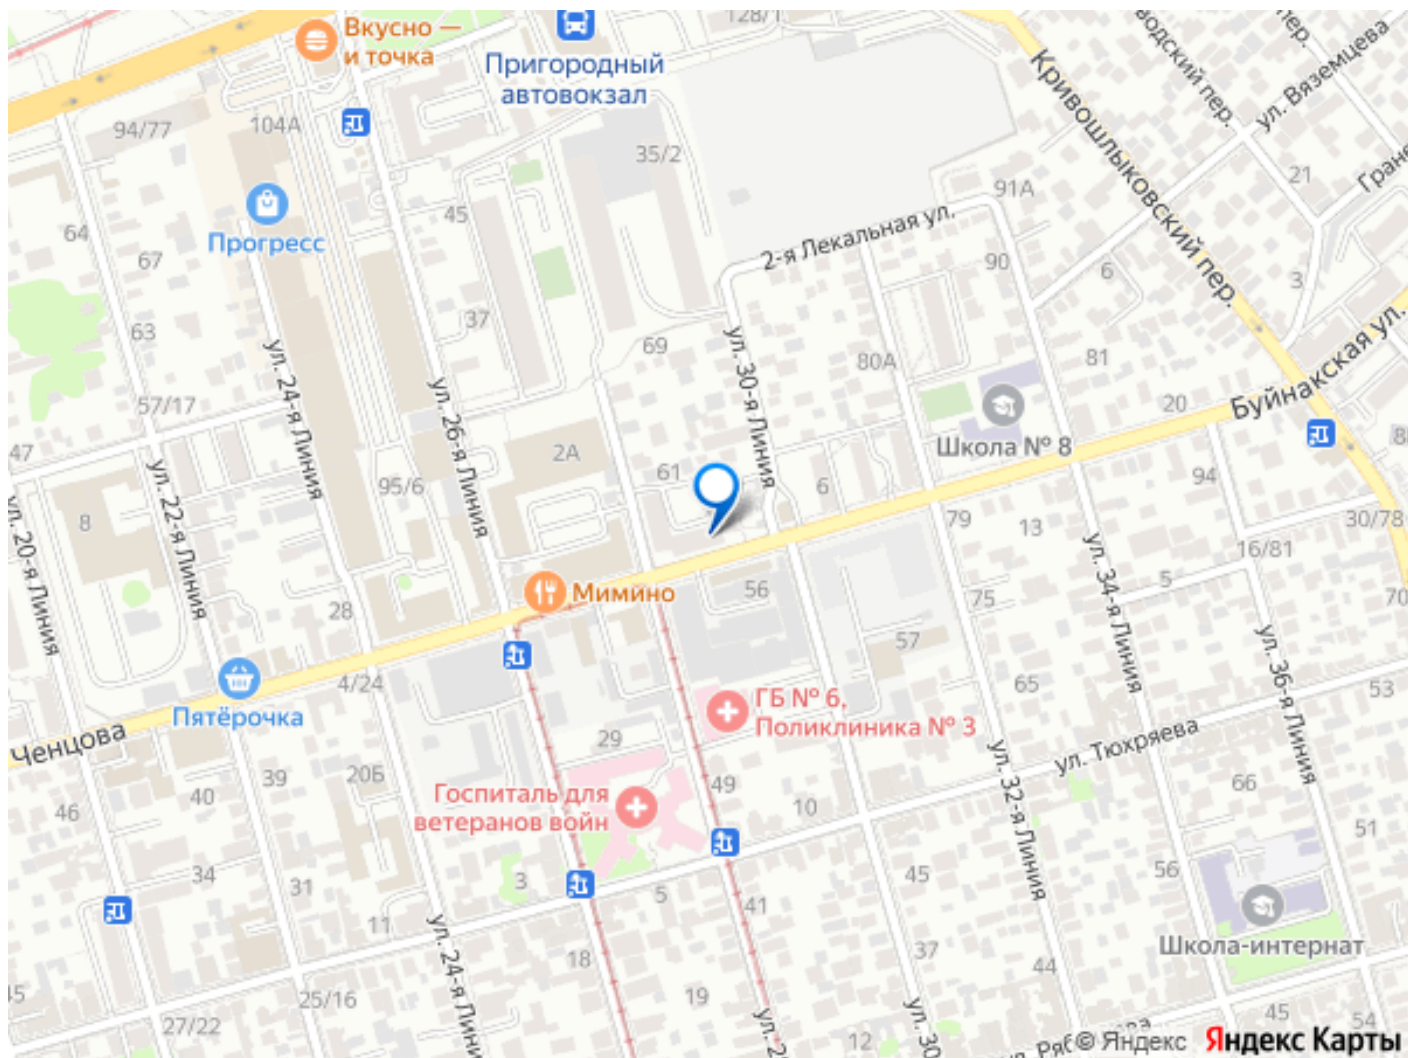 Вкусно —
и точка
128/1
Пригородный
автовокзал
пер.
ул. Вяземцева
94/77
104А
35/2
Кривошлыковский пер.
91А
21
64
Прогресс
45
2-я Лекальная ул.
67
90
6
3
63
37
69
ул. 30-я Линия
80А
81
ул. 24-я Линия
ул. 26-я Линия
57/17
20
Буйнакская ул.
Школа № 8
47
2А
61
95/6
6
94
8
ул. 22-я Линия
79
13
30/78
16/81
ул. 20-я Линия
Мимино
56
75
ул. 34-я Линия
5
70
28
57
ул. 36-я Линия
4/24
65
53
Пятёрочка
ГБ № 6,
Поликлиника № 3
Ченцова
29
ул. Тюхряева
39
20Б
49
66
Госпиталь для
ветеранов войн
10
ул. 32-я Линия
46
40
51
34
3
45
56
31
5
41
11
Школа-интернат
37
18
44
ул. 24-я Линия
25/16
19
27/22
12
45
54
© Яндекс
Яндекс Карты